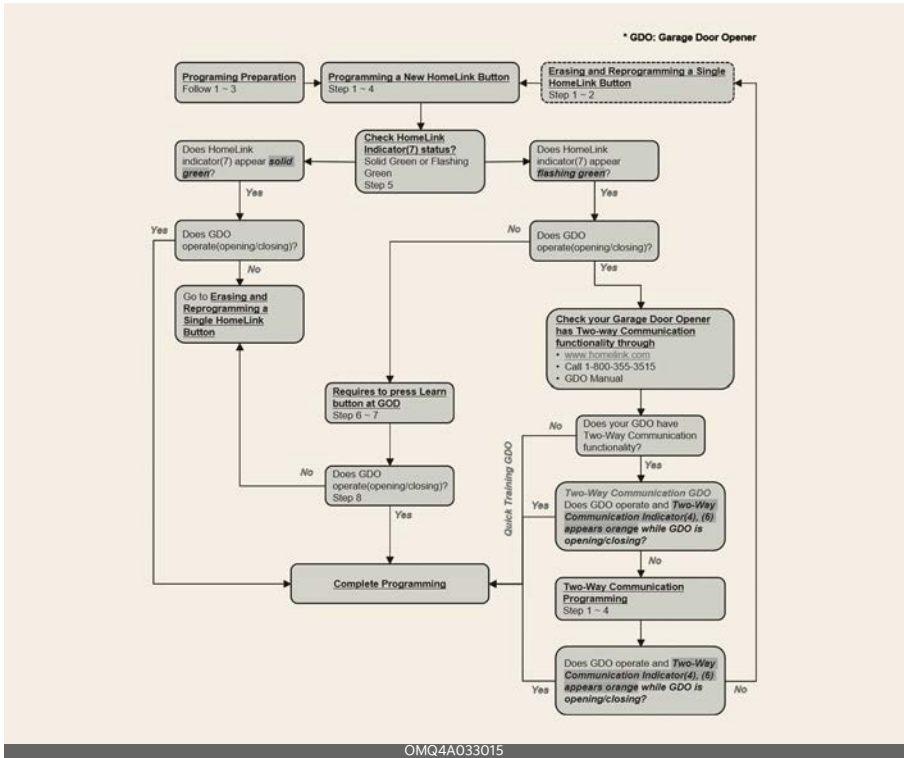 * GDO: Garage Door Opener
Programing Preparation
Follow 1 ~ 3
Programming a New HomeLink Button
Step 1 ~ 4
Erasing and Reprogramming a Single
HomeLink Button
Step 1 ~ 2
Check HomeLink
Indicator(7) status?
Solid Green or Flashing
Green
Step 5
Does HomeLink
indicator(7) appear solid
green?
Does HomeLink
indicator(7) appear
flashing green?
Yes
Yes
Yes
Does GDO
operate(opening/closing)?
No
No
Does GDO
operate(opening/closing)?
Yes
Go to Erasing and
Reprogramming a
Single HomeLink
Button
Check your Garage Door Opener
has Two-way Communication
functionality through
• www.homelink.com
• Call 1-800-355-3515
• GDO Manual
Requires to press Learn
button at GOD
Step 6 ~ 7
No
Does your GDO have
Two-Way Communication
functionality?
Yes
Quick Training GDO
No
Does GDO
operate(opening/closing)?
Step 8
Yes
Yes
Two-Way Communication GDO
Does GDO operate and Two-Way
Communication Indicator(4), (6)
appears orange while GDO is
opening/closing?
No
Complete Programming
Two-Way Communication
Programming
Step 1 ~ 4
Does GDO operate and Two-Way
Communication Indicator(4), (6)
appears orange while GDO is
opening/closing?
Yes
No
OMQ4A033015